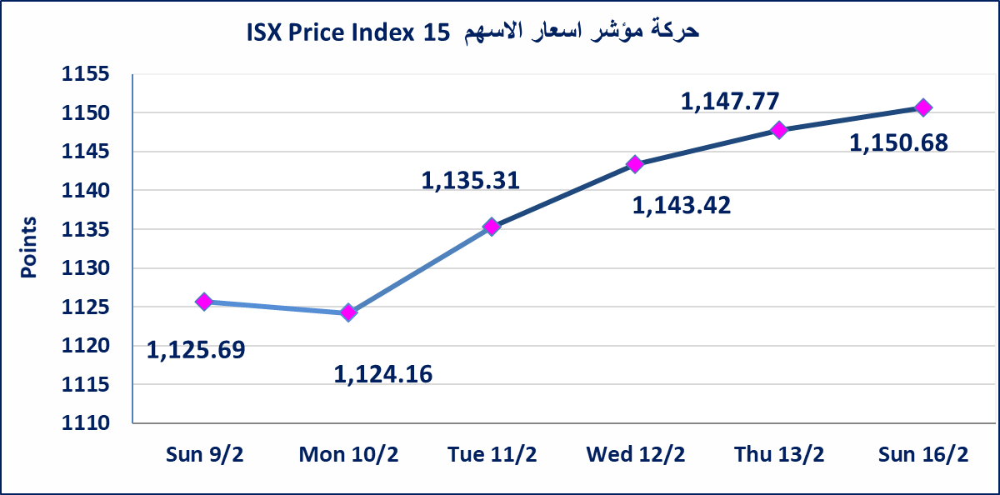 ISX Price Index 15 حركة مؤشر اسعار الاسهم
Points
1155
1150
1145
1140
1135
1130
1125
1120
1115
1110
1,125.69
1,124.16
1,135.31
1,143.42
1,147.77
1,150.68
Sun 9/2
Mon 10/2
Tue 11/2
Wed 12/2
Thu 13/2
Sun 16/2